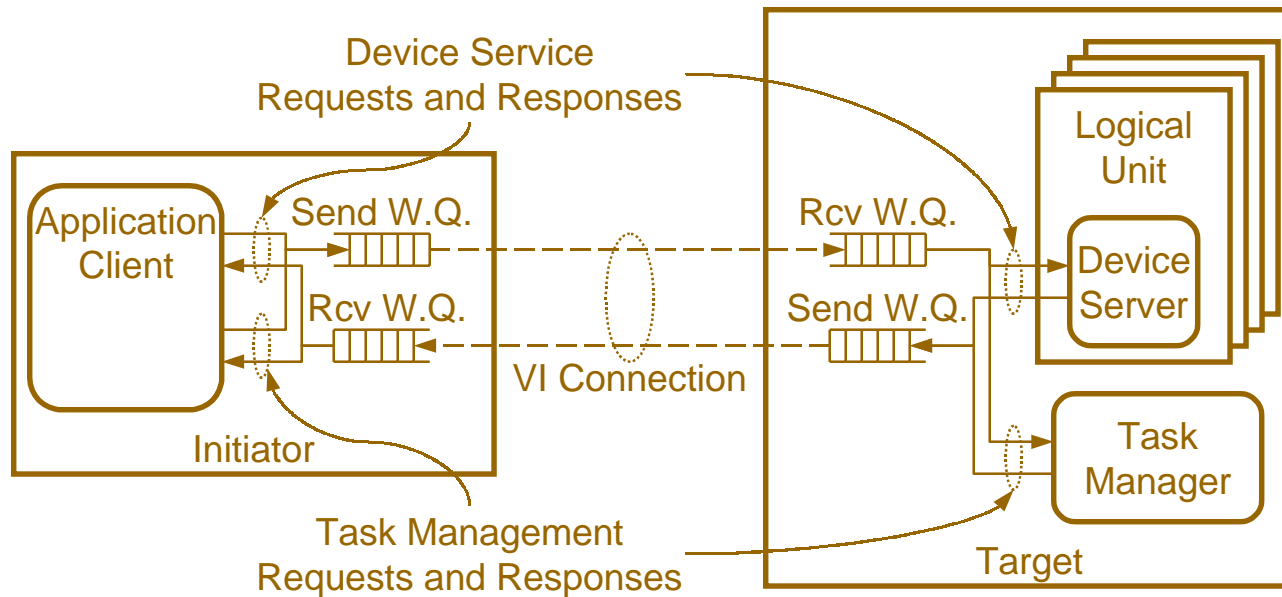 Device Service
Requests and Responses
Logical
Unit
Application
Client
Send W.Q.
Rcv W.Q.
Device
Server
Rcv W.Q.
Send W.Q.
VI Connection
Initiator
Task
Manager
Task Management
Requests and Responses
Target